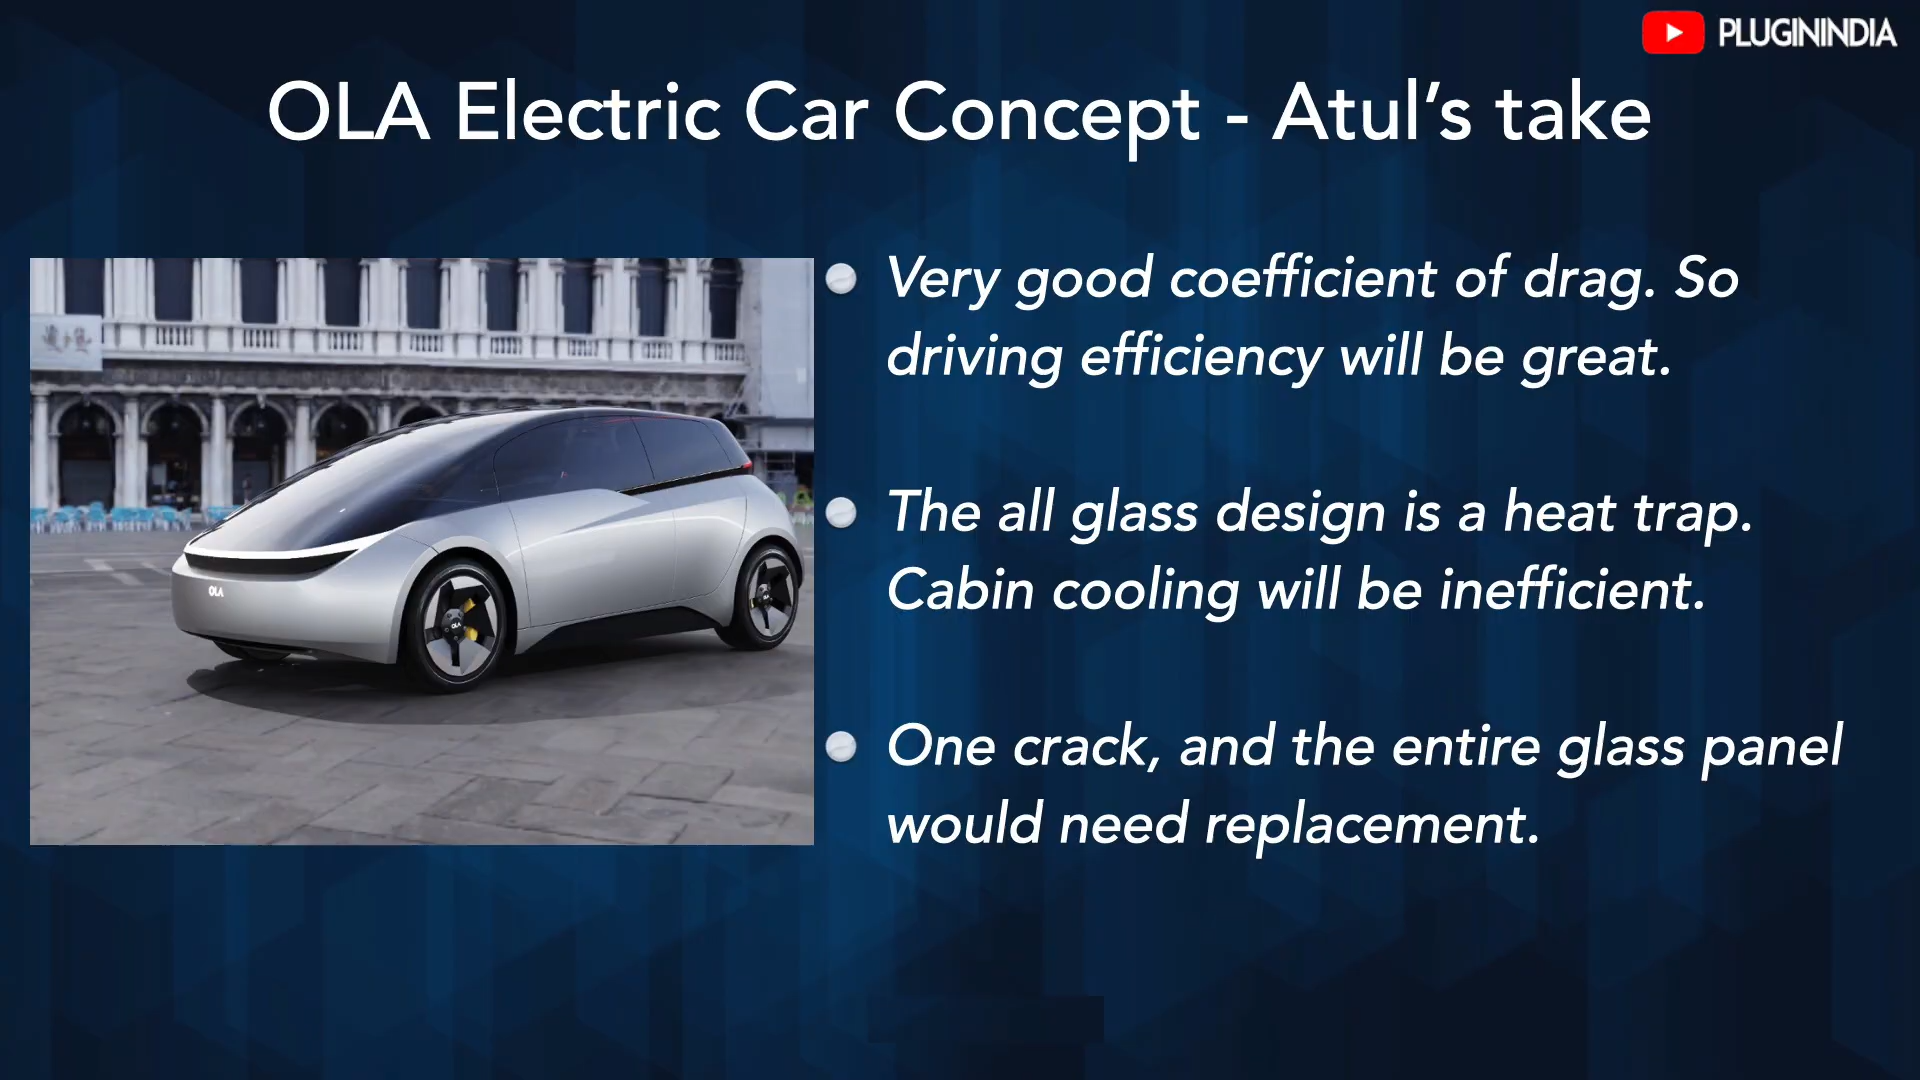 PLUGININDIA
OLA Electric Car Concept - Atul’s take
Very good coefficient of drag. So
driving efficiency will be great.
The all glass design is a heat trap.
Cabin cooling will be inefficient.
One crack, and the entire glass panel
would need replacement.
OLA
OLA
OLA